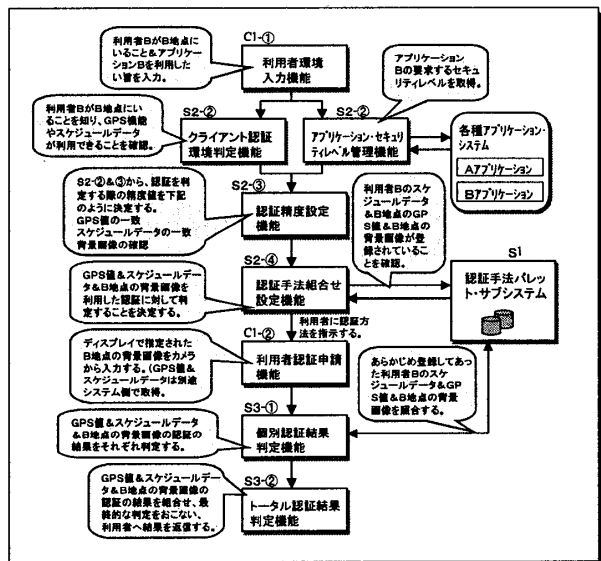 C1-①
利用者環境
入力機能
利用者BがB地点に
いること＆アプリケー
ションBを利用した
い旨を入力。
アプリケーション
Bの要求するセキュ
リティレベルを取得。
S2-②
クライアント認証
環境判定機能
利用者BがB地点にい
ることを知り、GPS機能
やスケジュールデータ
が利用できることを確認。
S2-②
アプリケーション・セキュリ
ティレベル管理機能
各種アプリケーション・
システム
Aアプリケーション
Bアプリケーション
S2-②＆③から、認証を判
定する際の精度値を下記
のように決定する。
GPS値の一致
スケジュールデータの一致
背景画像の確認
S2-③
認証精度設定
機能
利用者Bのスケ
ジュールデータ
＆B地点のGP
S値＆B地点の
背景画像が登
録されているこ
とを確認。
S2-④
認証手法組合せ
設定機能
GPS値＆スケジュールデー
タ＆B地点の背景画像を
利用した認証に対して判
定することを決定する。
S1
認証手法パレッ
ト・サブシステム
利用者に認証方
法を指示する。
C1-②
利用者認証申請
機能
ディスプレイで指定された
B地点の背景画像をカメラ
から入力する。（GPS値＆
スケジュールデータは別途
システム側で取得。
あらかじめ登録してあっ
た利用者Bのスケ
ジュールデータ＆GP
S値＆B地点の背景
画像を照合する。
S3-①
個別認証結果
判定機能
GPS値＆スケジュールデータ
＆B地点の背景画像の認証の
結果をそれぞれ判定する。
S3-②
トータル認証結果
判定機能
GPS値＆スケジュールデー
タ＆B地点の背景画像の
認証の結果を組合せ、最
終的な判定をおこない、
利用者へ結果を返信する。